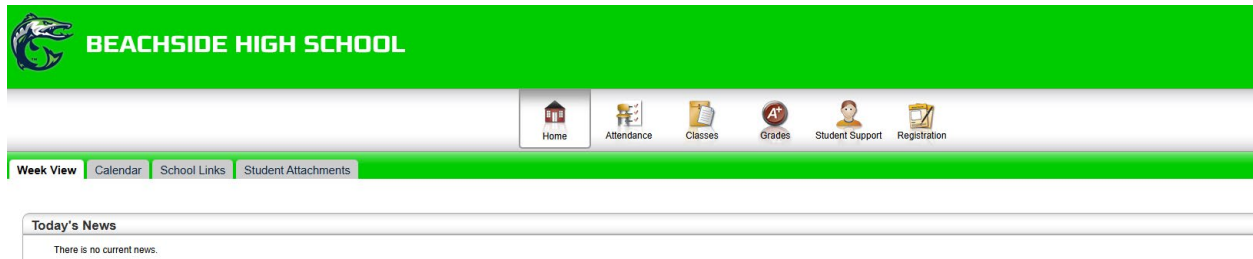 BEACHSIDE HIGH SCHOOL
A+
Home Attendance Classes Grades Student Support Registration
Week View Calendar School Links Student Attachments
Today's News
There is no current news.